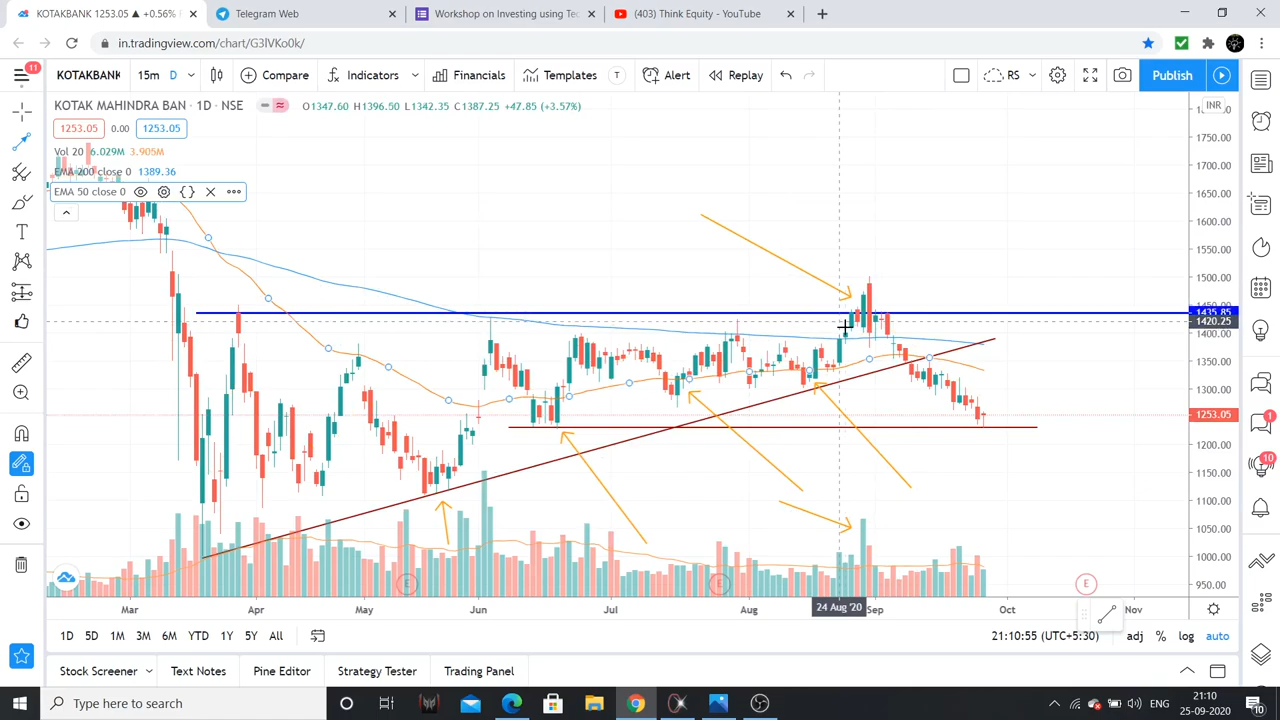 KOTAKBANK 1253.05 ▲ +0.56%
Telegram Web
Workshop on Investing using Te
(403) Think Equity - YouTube
in.tradingview.com/chart/G3lVKo0k/
11
KOTAKBANK
15m
D
Compare
Indicators
Financials
Templates
T
Alert
Replay
RS
Publish
KOTAK MAHINDRA BAN · 1D · NSE
O1347.60 H1396.50 L1342.35 C1387.25 +47.85 (+3.57%)
INR
1253.05
0.00
1253.05
Vol 20 6.029M 3.905M
EMA 200 close 0 1389.36
EMA 50 close 0
1750.00
1700.00
1650.00
1600.00
1550.00
1500.00
1435.85
1420.25
1400.00
1350.00
1300.00
1253.05
1200.00
1150.00
1100.00
1050.00
1000.00
950.00
E
E
E
1
10
Mar
Apr
May
Jun
Jul
Aug
24 Aug '20
Sep
Oct
Nov
1D
5D
1M
3M
6M
YTD
1Y
5Y
All
21:10:55 (UTC+5:30)
adj
%
log
auto
Stock Screener
Text Notes
Pine Editor
Strategy Tester
Trading Panel
Type here to search
ENG
21:10
25-09-2020
10